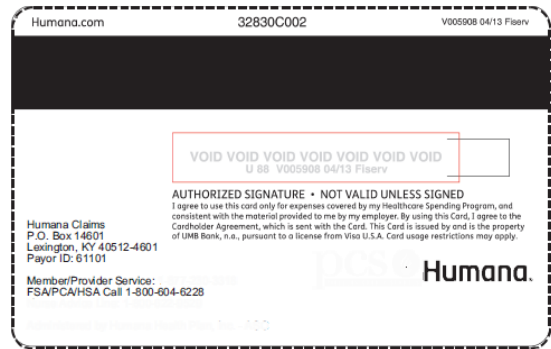 Humana.com 32830C002 V005908 04/13 Fiserv
VOID VOID VOID VOID VOID VOID VOID
U 88 V005908 04/13 Fiserv
AUTHORIZED SIGNATURE • NOT VALID UNLESS SIGNED
I agree to use this card only for expenses covered by my Healthcare Spending Program, and
consistent with the material provided to me by my employer. By using this Card, I agree to the
Cardholder Agreement, which is sent with the Card. This Card is issued by and is the property
of UMB Bank, n.a., pursuant to a license from Visa U.S.A. Card usage restrictions may apply.
Humana Claims
P.O. Box 14601
Lexington, KY 40512-4601
Payor ID: 61101
Member/Provider Service:
FSA/PCA/HSA Call 1-800-604-6228
pcs
Humana.